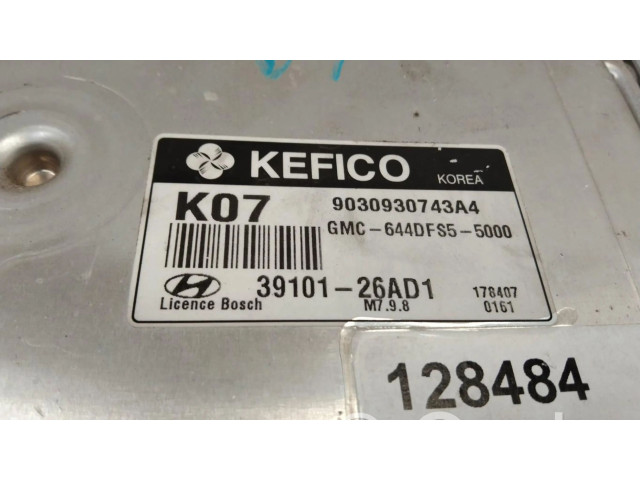 KEFICO KOREA
K07 9030930743A4
GMC-644DFS5-5000
39101-26AD1 178407
Licence Bosch M7.9.8 0161
128484